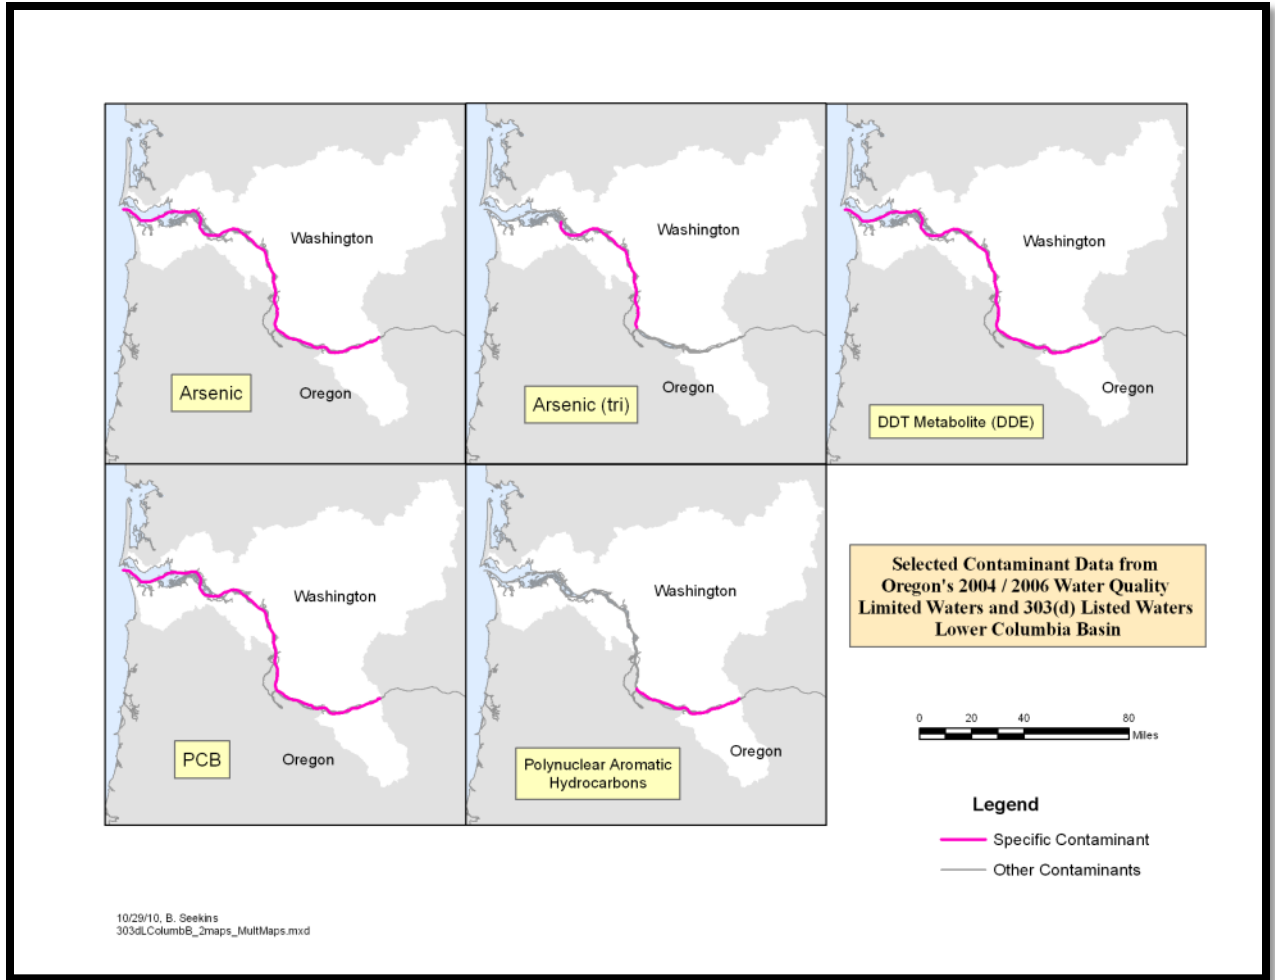 Washington
Oregon
Arsenic
Washington
Oregon
Arsenic (tri)
Washington
Oregon
DDT Metabolite (DDE)
Washington
Oregon
PCB
Washington
Oregon
Polynuclear Aromatic
Hydrocarbons
Selected Contaminant Data from
Oregon's 2004 / 2006 Water Quality
Limited Waters and 303(d) Listed Waters
Lower Columbia Basin
0 20 40 80
Miles
Legend
Specific Contaminant
Other Contaminants
10/29/10, B. Seekins
303dLColumbB_2maps_MultMaps.mxd